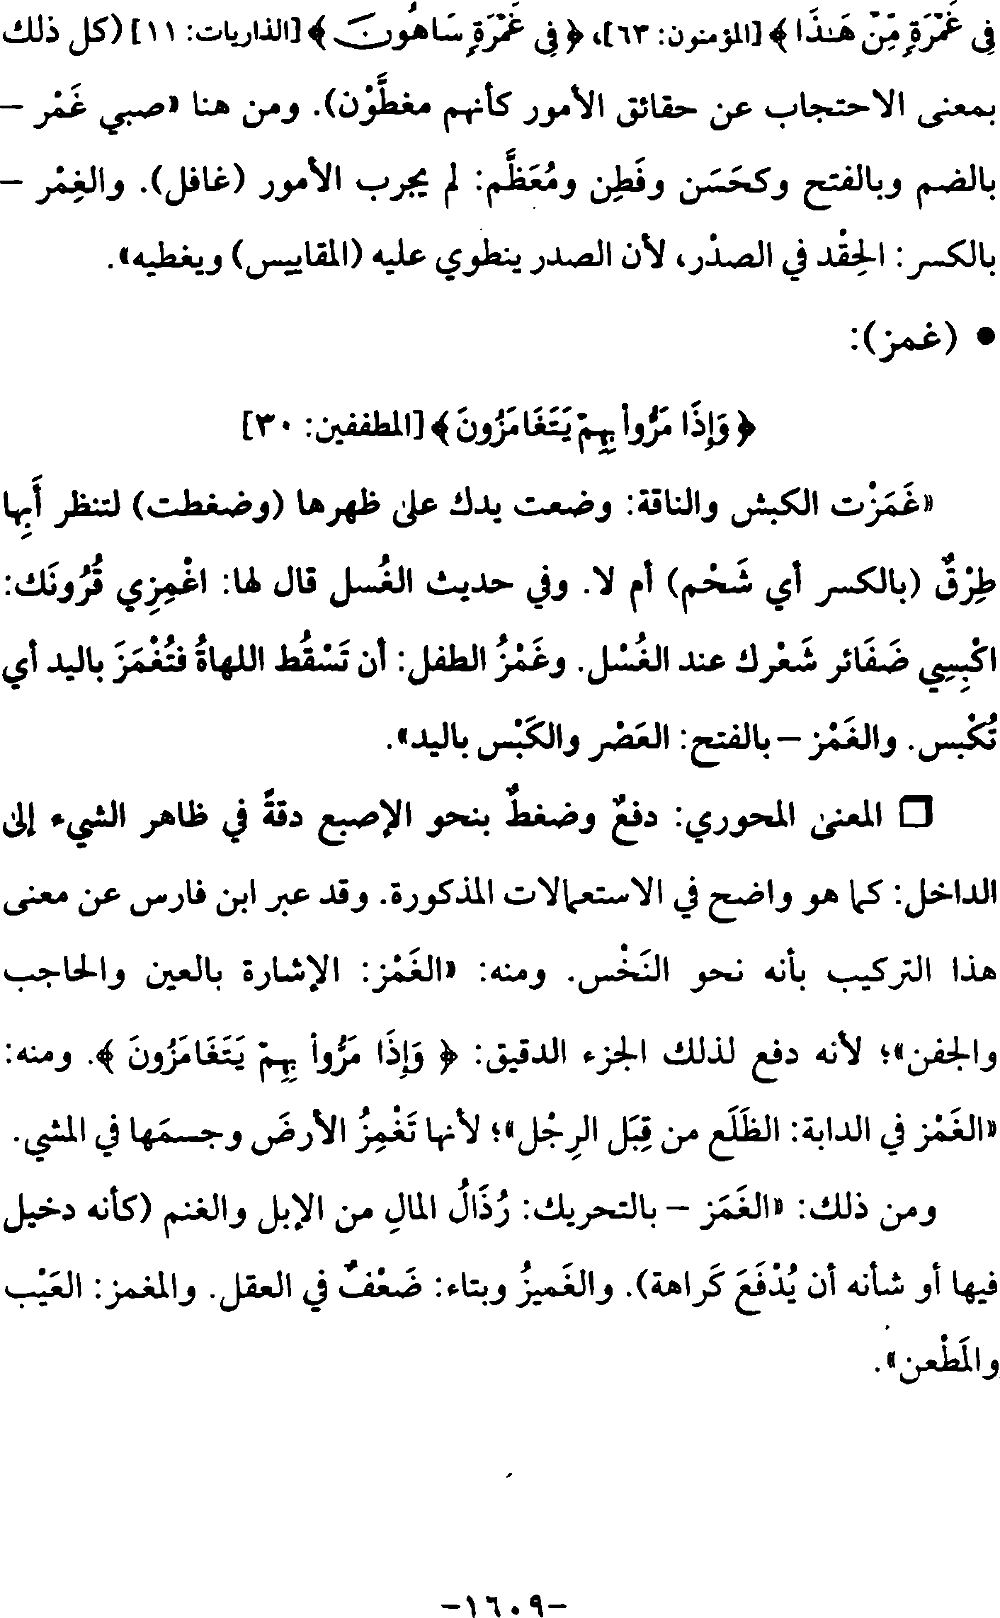 فِي غَمْرَةٍ مِّنْ هَـٰذَا ﴾ [المؤمنون: ٦٣]، ﴿ فِي غَمْرَةٍ سَاهُونَ ﴾ [الذاريات: ١١] (كل ذلك
بمعنى الاحتجاب عن حقائق الأمور كأنهم مغطَّوْن). ومن هنا «صبي غَمْر –
بالضم وبالفتح وكحَسَن وفَطِن ومُعَظَّم: لم يجرب الأمور (غافل). والغِمْر –
بالكسر: الحِقْد في الصدْر، لأن الصدر ينطوي عليه (المقاييس) ويغطيه».
● (غمز):
﴿ وَإِذَا مَرُّواْ بِهِمْ يَتَغَامَزُونَ ﴾ [المطففين: ٣٠]
«غَمَزْت الكبش والناقة: وضعت يدك على ظهرها (وضغطت) لتنظر أَبِها
طِرْقٌ (بالكسر أي شَحْم) أم لا. وفي حديث الغُسل قال لها: اغْمِزِي قُرُونَك:
اكْبِسِي ضَفَائر شَعْرك عند الغُسْل. وغَمْزُ الطفل: أن تَسْقُط اللهاةُ فتُغْمَزَ باليد أي
تُكْبس. والغَمْز – بالفتح: العَصْر والكَبْس باليد».
□ المعنى المحوري: دفعٌ وضغطٌ بنحو الإصبع دقةً في ظاهر الشيء إلى
الداخل: كما هو واضح في الاستعمالات المذكورة. وقد عبر ابن فارس عن معنى
هذا التركيب بأنه نحو النَخْس. ومنه: «الغَمْز: الإشارة بالعين والحاجب
والجفن»؛ لأنه دفع لذلك الجزء الدقيق: ﴿ وَإِذَا مَرُّواْ بِهِمْ يَتَغَامَزُونَ ﴾. ومنه:
«الغَمْز في الدابة: الظَلَع من قِبَل الرِجْل»؛ لأنها تَغْمِزُ الأرضَ وجسمَها في المشي.
ومن ذلك: «الغَمَز – بالتحريك: رُذَالُ المالِ من الإبل والغنم (كأنه دخيل
فيها أو شأنه أن يُدْفَعَ كَراهة). والغَميزُ وبتاء: ضَعْفٌ في العقل. والمغمز: العَيْب
والمَطْعن».
-١٦٠٩-